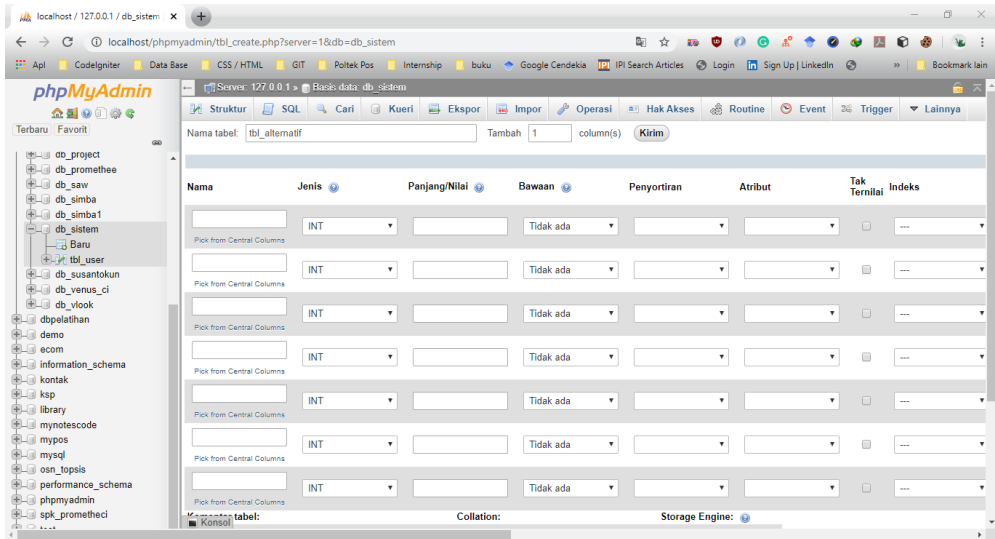 localhost / 127.0.0.1 / db_sistem
localhost/phpmyadmin/tbl_create.php?server=1&db=db_sistem
Apl CodeIgniter Data Base CSS / HTML GIT Poltek Pos Internship buku Google Cendekia IPI Search Articles Login Sign Up | LinkedIn » Bookmark lain
phpMyAdmin
Terbaru Favorit
db_project
db_promethee
db_saw
db_simba
db_simba1
db_sistem
Baru
tbl_user
db_susantokun
db_venus_ci
db_vlook
dbpelatihan
demo
ecom
information_schema
kontak
ksp
library
mynotescode
mypos
mysql
osn_topsis
performance_schema
phpmyadmin
spk_prometheci
Server: 127.0.0.1 » Basis data: db_sistem
Struktur SQL Cari Kueri Ekspor Impor Operasi Hak Akses Routine Event Trigger Lainnya
Nama tabel: tbl_alternatif Tambah 1 column(s) Kirim
Nama Jenis Panjang/Nilai Bawaan Penyortiran Atribut Tak Ternilai Indeks
INT Tidak ada ---
Pick from Central Columns
INT Tidak ada ---
Pick from Central Columns
INT Tidak ada ---
Pick from Central Columns
INT Tidak ada ---
Pick from Central Columns
INT Tidak ada ---
Pick from Central Columns
INT Tidak ada ---
Pick from Central Columns
INT Tidak ada ---
Pick from Central Columns
Komentar tabel: Collation: Storage Engine:
Konsol